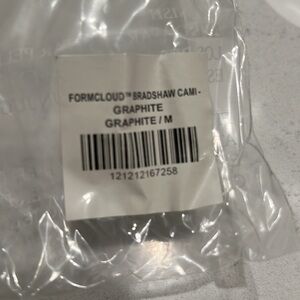 FORMCLOUD™ BRADSHAW CAMI -
GRAPHITE
GRAPHITE / M
121212167258